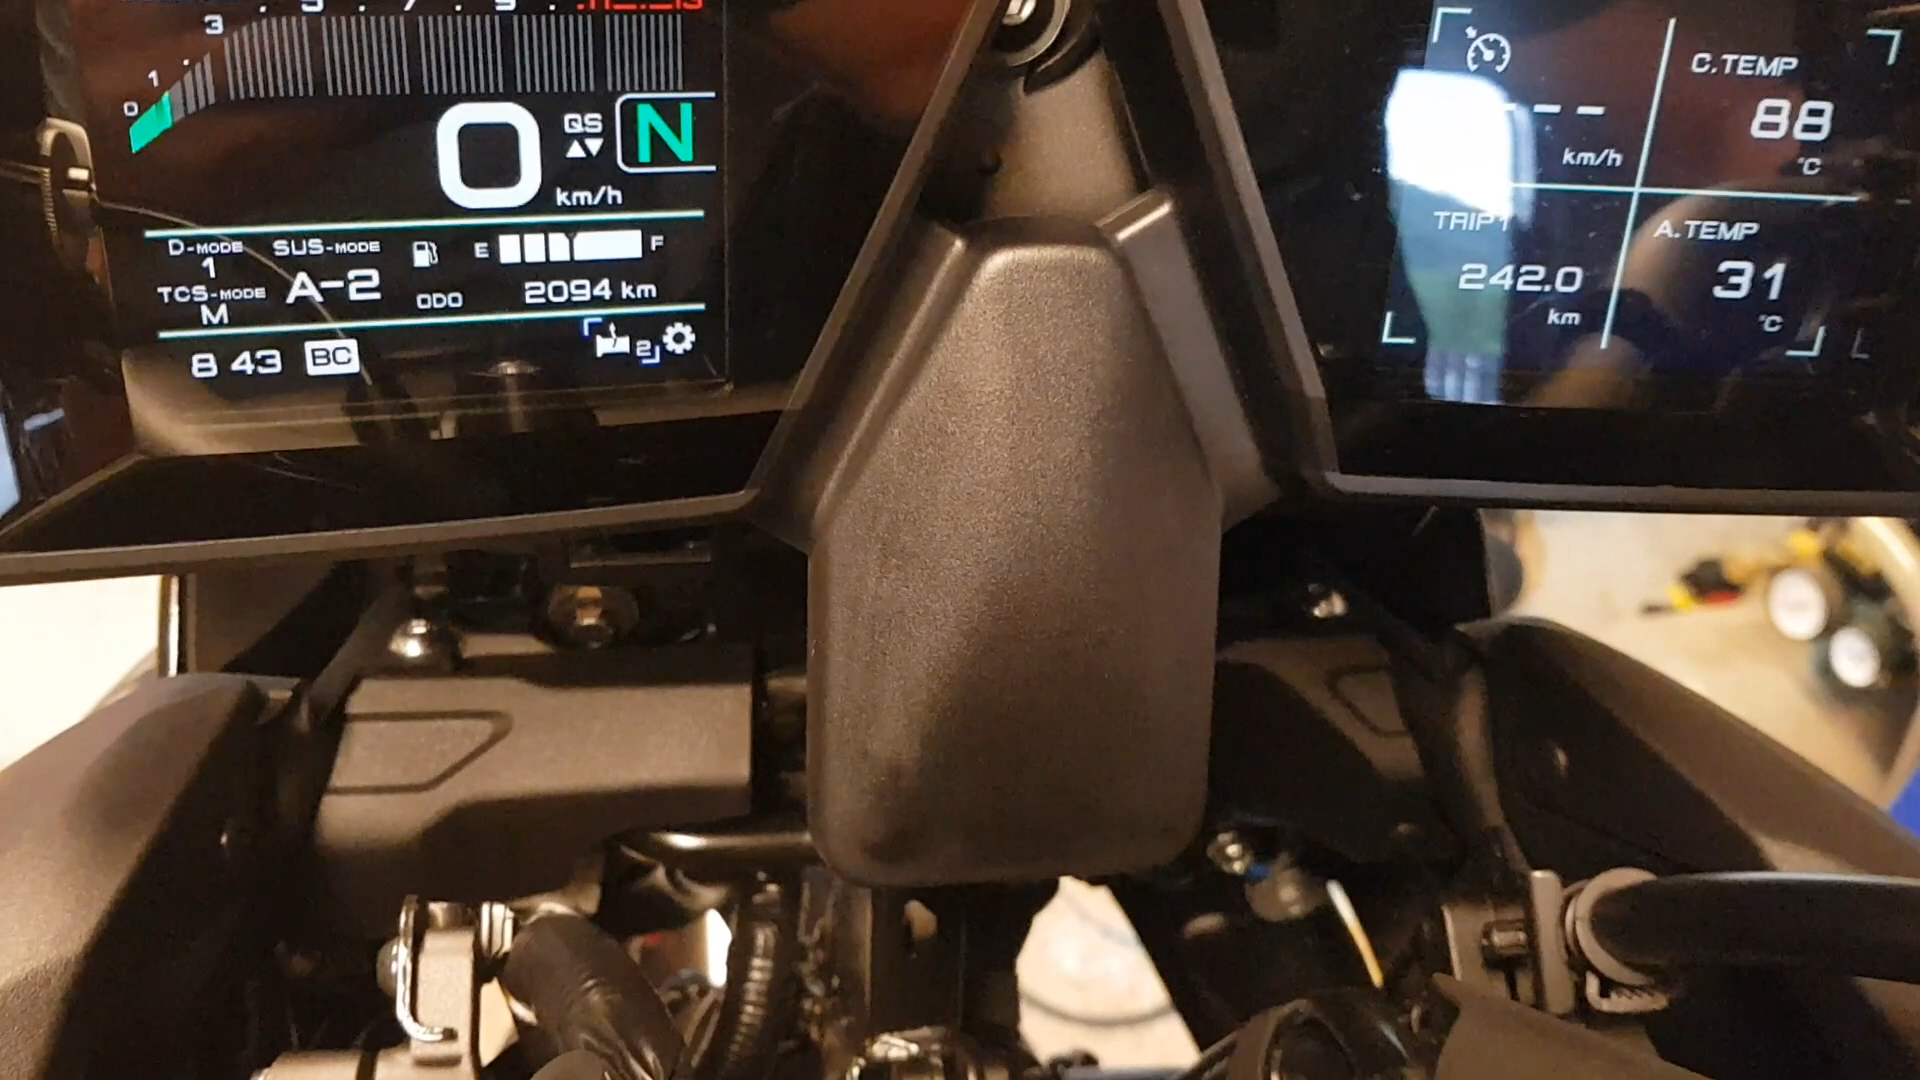 3
1
0
0
QS
N
km/h
D-MODE
1
SUS-MODE
A-2
E
F
TCS-MODE
M
ODO
2094 km
8 43
BC
2
C.TEMP
88
°C
---
km/h
TRIP1
242.0
km
A.TEMP
31
°C